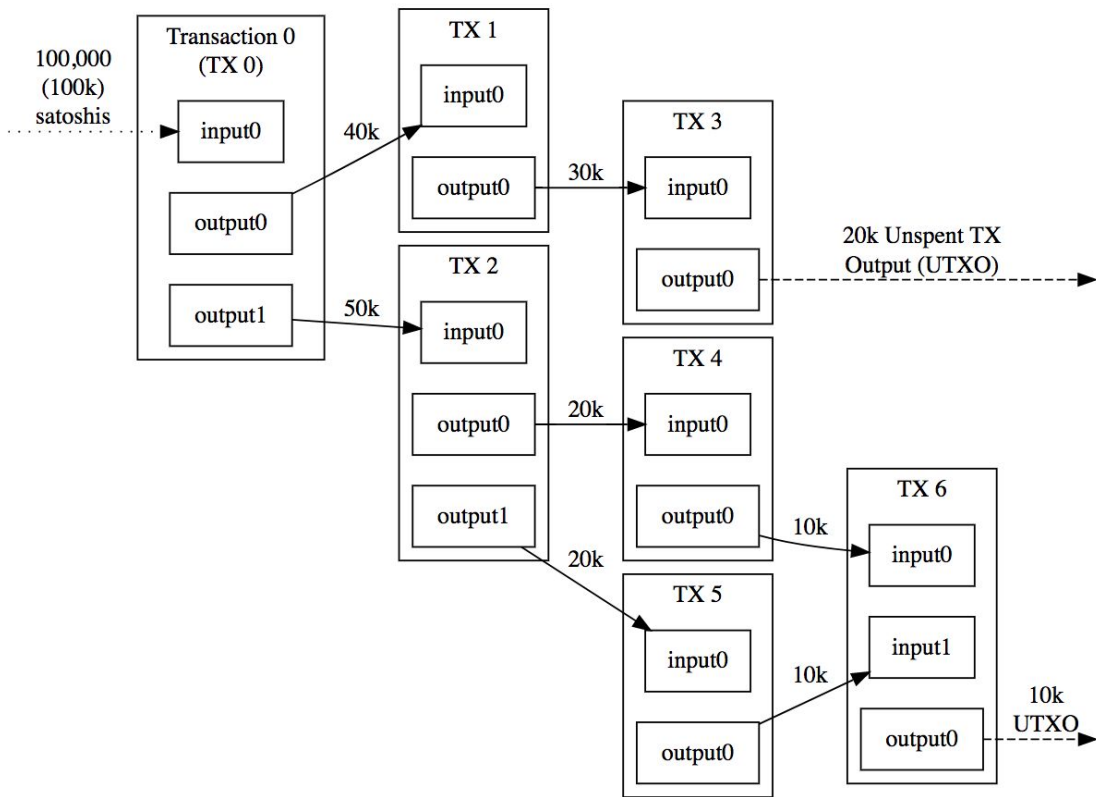 100,000
(100k)
satoshis
Transaction 0
(TX 0)
input0
output0
output1
40k
50k
TX 1
input0
output0
30k
TX 2
input0
output0
output1
20k
20k
TX 3
input0
output0
20k Unspent TX
Output (UTXO)
TX 4
input0
output0
10k
TX 5
input0
output0
10k
TX 6
input0
input1
output0
10k
UTXO